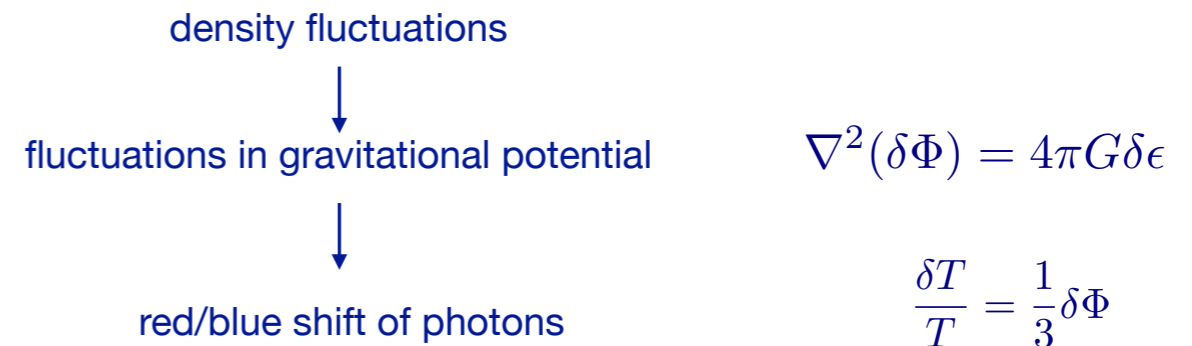 density fluctuations
fluctuations in gravitational potential
∇²(δΦ) = 4πGδϵ
red/blue shift of photons
δT/T = 1/3 δΦ